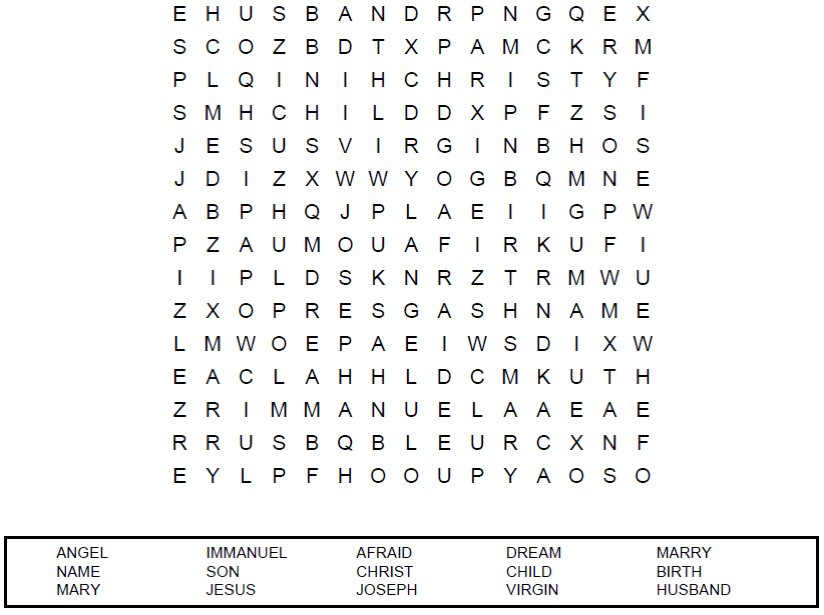 E H U S B A N D R P N G Q E X
S C O Z B D T X P A M C K R M
P L Q I N I H C H R I S T Y F
S M H C H I L D D X P F Z S I
J E S U S V I R G I N B H O S
J D I Z X W W Y O G B Q M N E
A B P H Q J P L A E I I G P W
P Z A U M O U A F I R K U F I
I I P L D S K N R Z T R M W U
Z X O P R E S G A S H N A M E
L M W O E P A E I W S D I X W
E A C L A H H L D C M K U T H
Z R I M M A N U E L A A E A E
R R U S B Q B L E U R C X N F
E Y L P F H O O U P Y A O S O
ANGEL IMMANUEL AFRAID DREAM MARRY
NAME SON CHRIST CHILD BIRTH
MARY JESUS JOSEPH VIRGIN HUSBAND